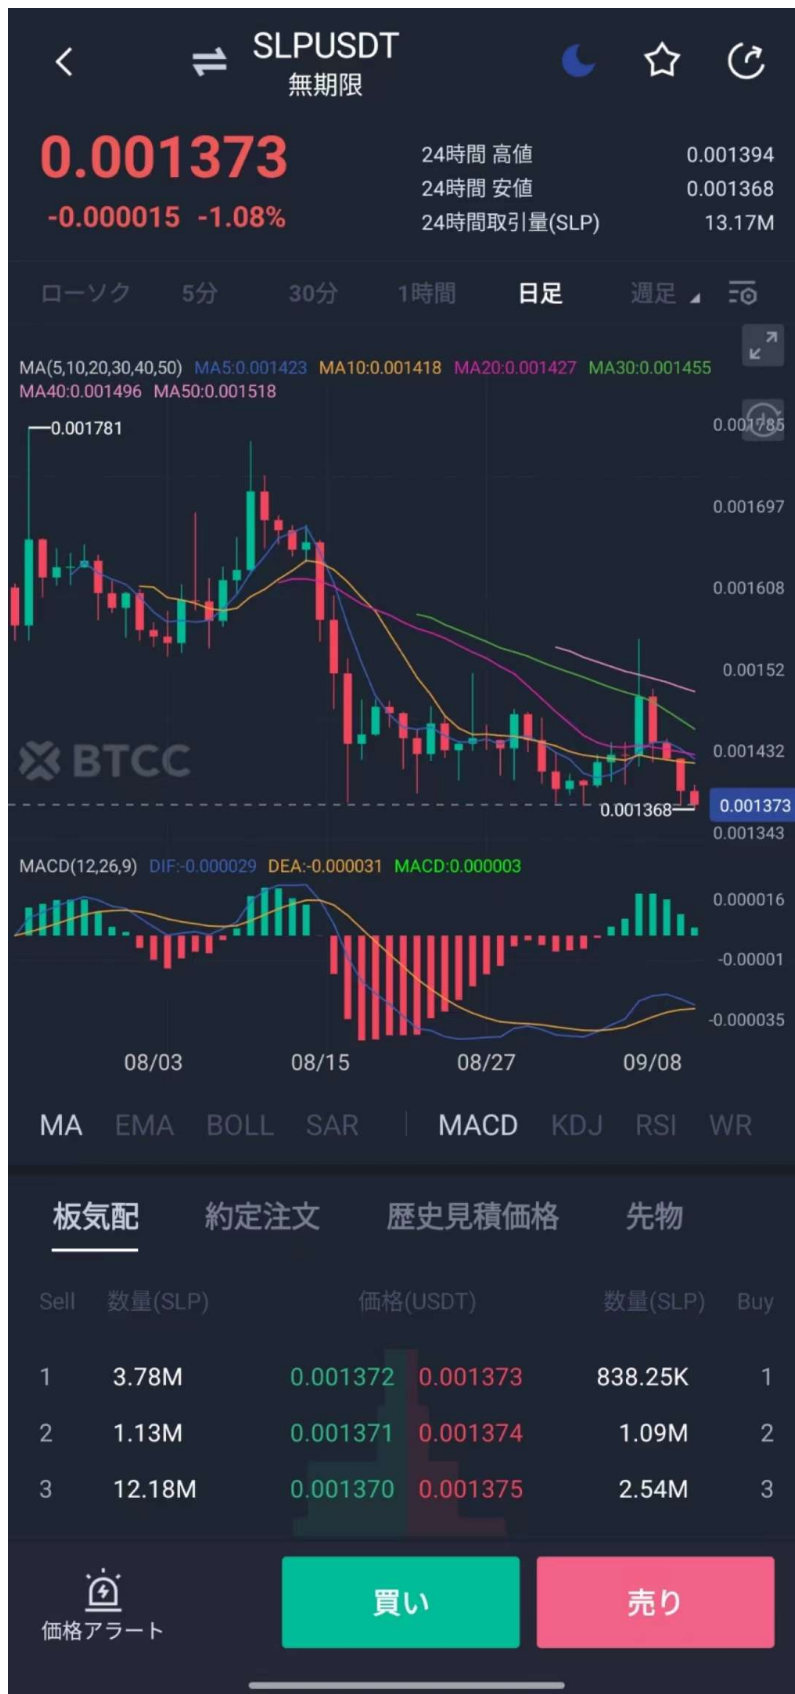 SLPUSDT
無期限
0.001373
-0.000015 -1.08%
24時間 高値 0.001394
24時間 安値 0.001368
24時間取引量(SLP) 13.17M
ローソク 5分 30分 1時間 日足 週足
MA(5,10,20,30,40,50) MA5:0.001423 MA10:0.001418 MA20:0.001427 MA30:0.001455
MA40:0.001496 MA50:0.001518
0.001781
0.001785
0.001697
0.001608
0.00152
0.001432
BTCC
0.001368
0.001373
0.001343
MACD(12,26,9) DIF:-0.000029 DEA:-0.000031 MACD:0.000003
0.000016
-0.00001
-0.000035
08/03 08/15 08/27 09/08
MA EMA BOLL SAR MACD KDJ RSI WR
板気配 約定注文 歴史見積価格 先物
Sell 数量(SLP) 価格(USDT) 数量(SLP) Buy
1 3.78M 0.001372 0.001373 838.25K 1
2 1.13M 0.001371 0.001374 1.09M 2
3 12.18M 0.001370 0.001375 2.54M 3
価格アラート 買い 売り